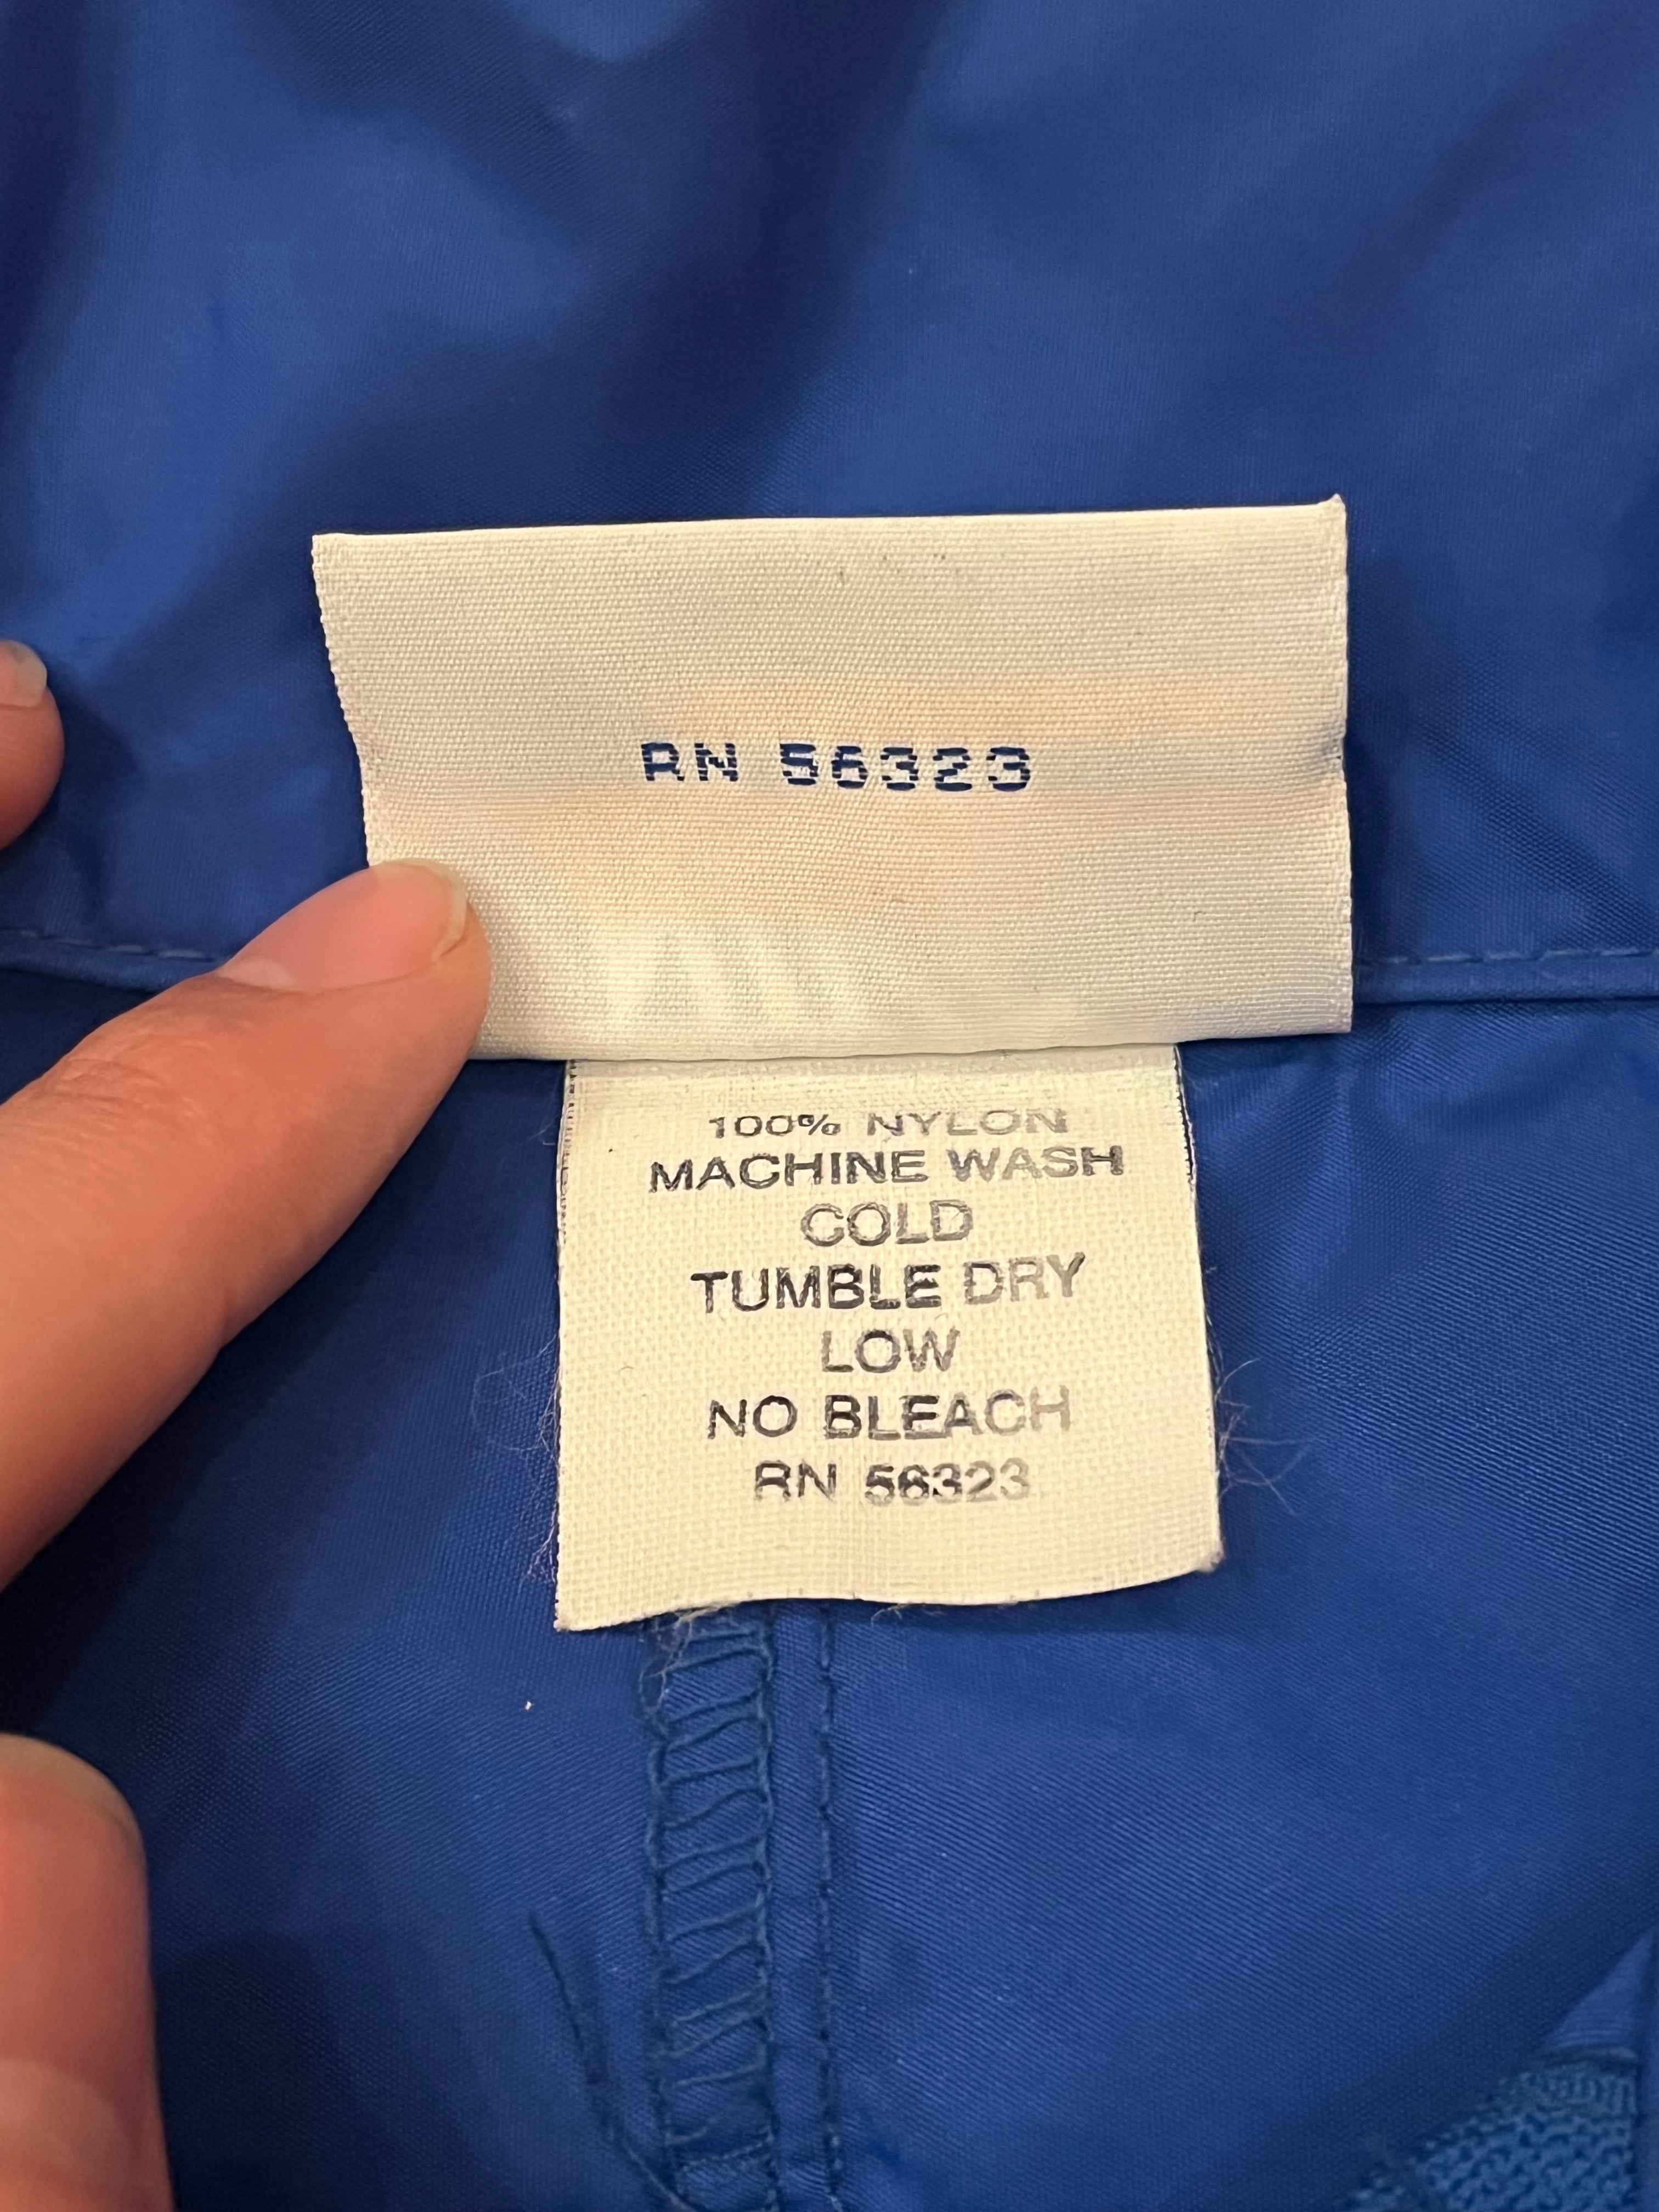 RN 56323
100% NYLON
MACHINE WASH
COLD
TUMBLE DRY
LOW
NO BLEACH
RN 56323